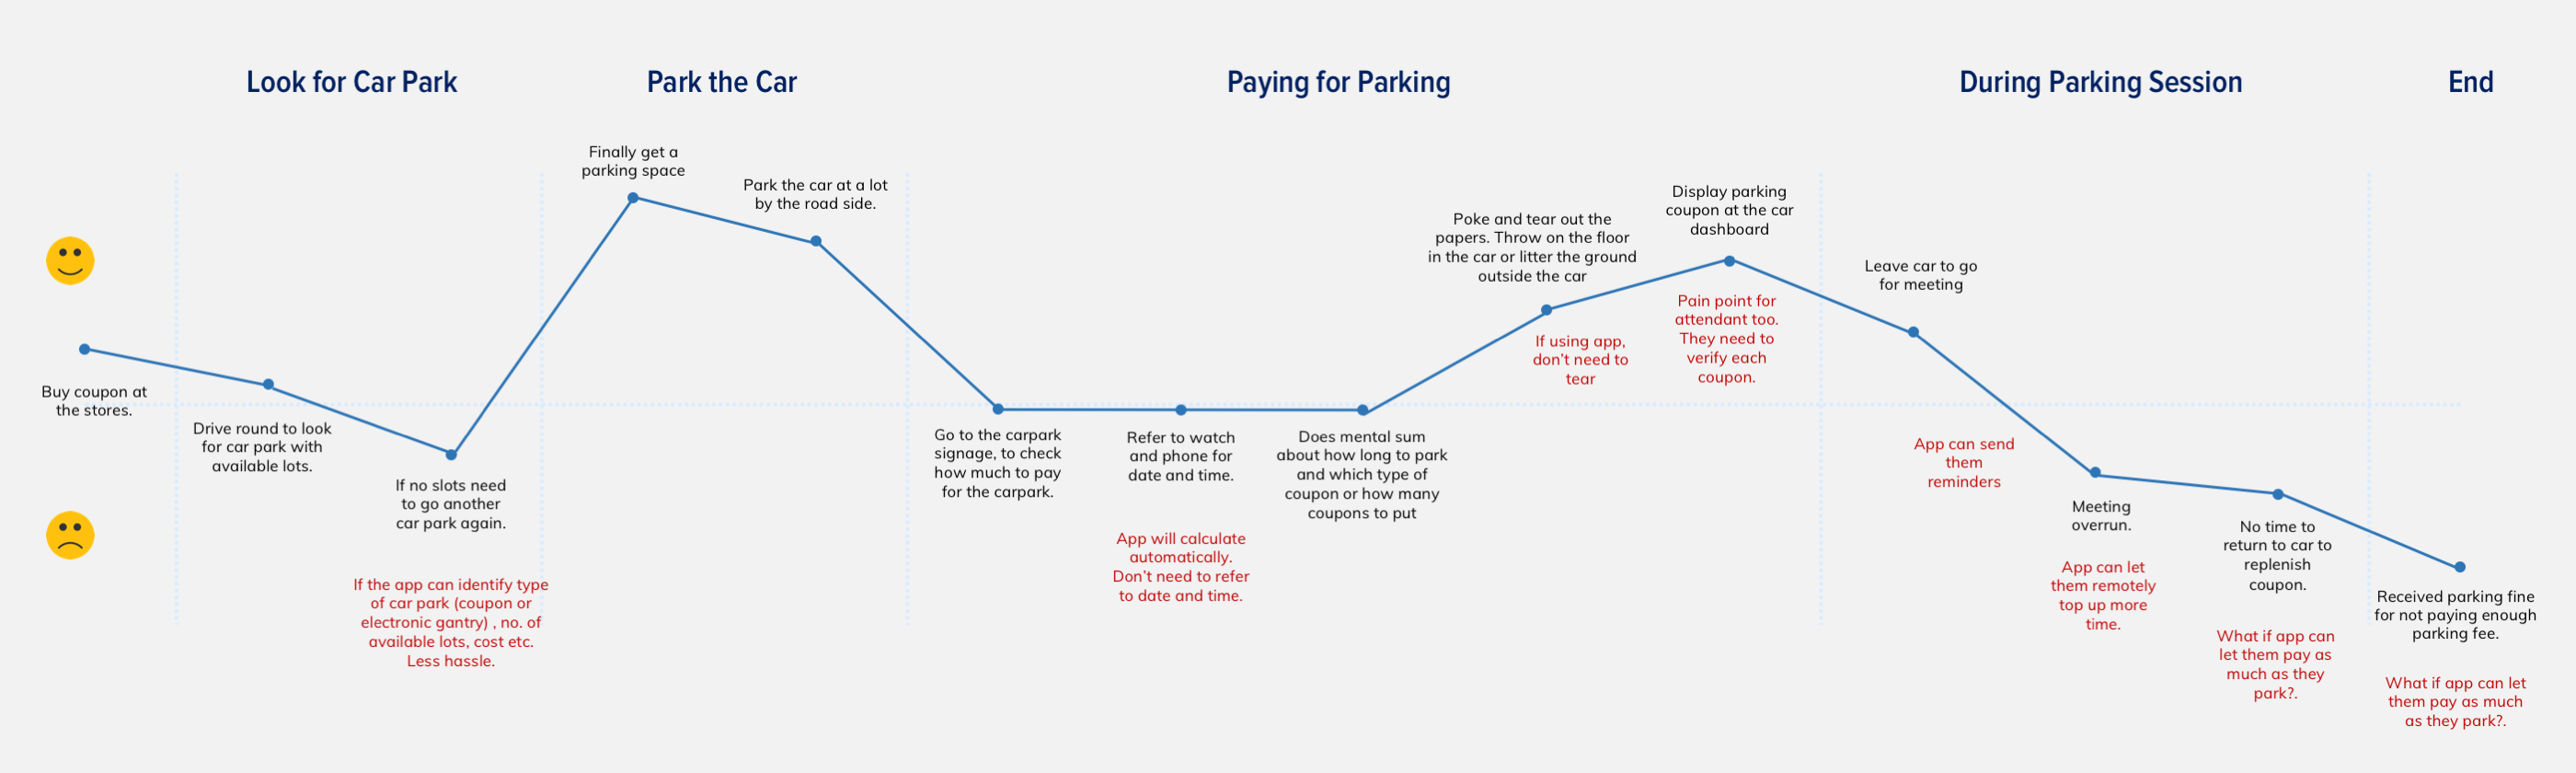 Look for Car Park
Park the Car
Paying for Parking
During Parking Session
End
Buy coupon at
the stores.
Drive round to look
for car park with
available lots.
If no slots need
to go another
car park again.
If the app can identify type
of car park (coupon or
electronic gantry) , no. of
available lots, cost etc.
Less hassle.
Finally get a
parking space
Park the car at a lot
by the road side.
Go to the carpark
signage, to check
how much to pay
for the carpark.
Refer to watch
and phone for
date and time.
App will calculate
automatically.
Don't need to refer
to date and time.
Does mental sum
about how long to park
and which type of
coupon or how many
coupons to put
Poke and tear out the
papers. Throw on the floor
in the car or litter the ground
outside the car
If using app,
don't need to
tear
Display parking
coupon at the car
dashboard
Pain point for
attendant too.
They need to
verify each
coupon.
Leave car to go
for meeting
App can send
them
reminders
Meeting
overrun.
App can let
them remotely
top up more
time.
No time to
return to car to
replenish
coupon.
What if app can
let them pay as
much as they
park?.
Received parking fine
for not paying enough
parking fee.
What if app can let
them pay as much
as they park?.